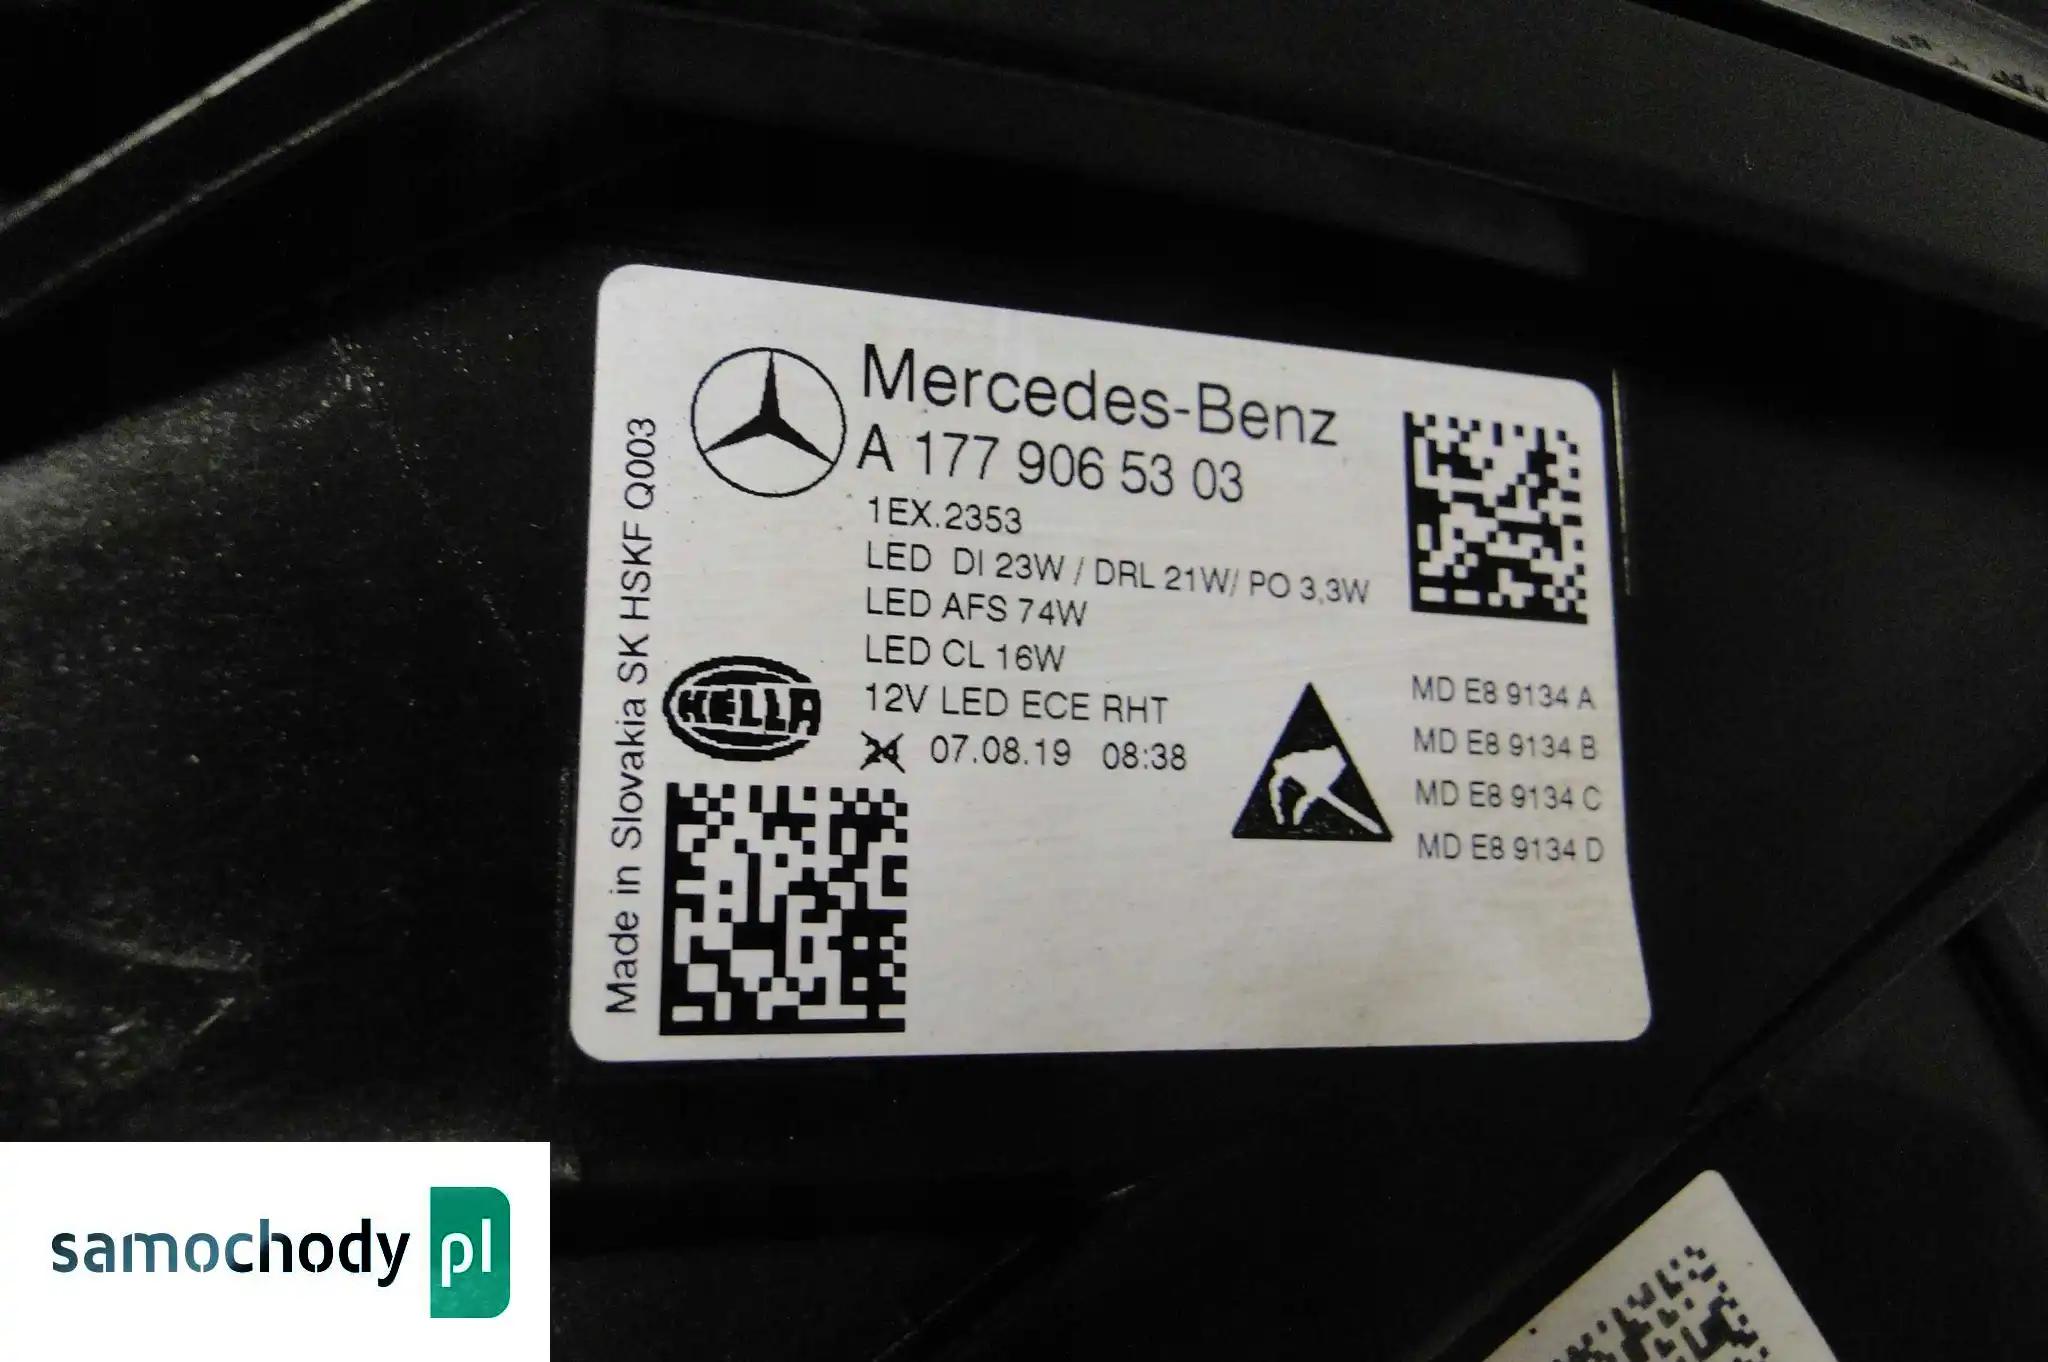 Mercedes-Benz
A 177 906 53 03
1EX.2353
LED DI 23W / DRL 21W/ PO 3,3W
LED AFS 74W
LED CL 16W
12V LED ECE RHT
24 07.08.19 08:38
HELLA
Made in Slovakia SK HSKF Q003
MD E8 9134 A
MD E8 9134 B
MD E8 9134 C
MD E8 9134 D
samochody pl